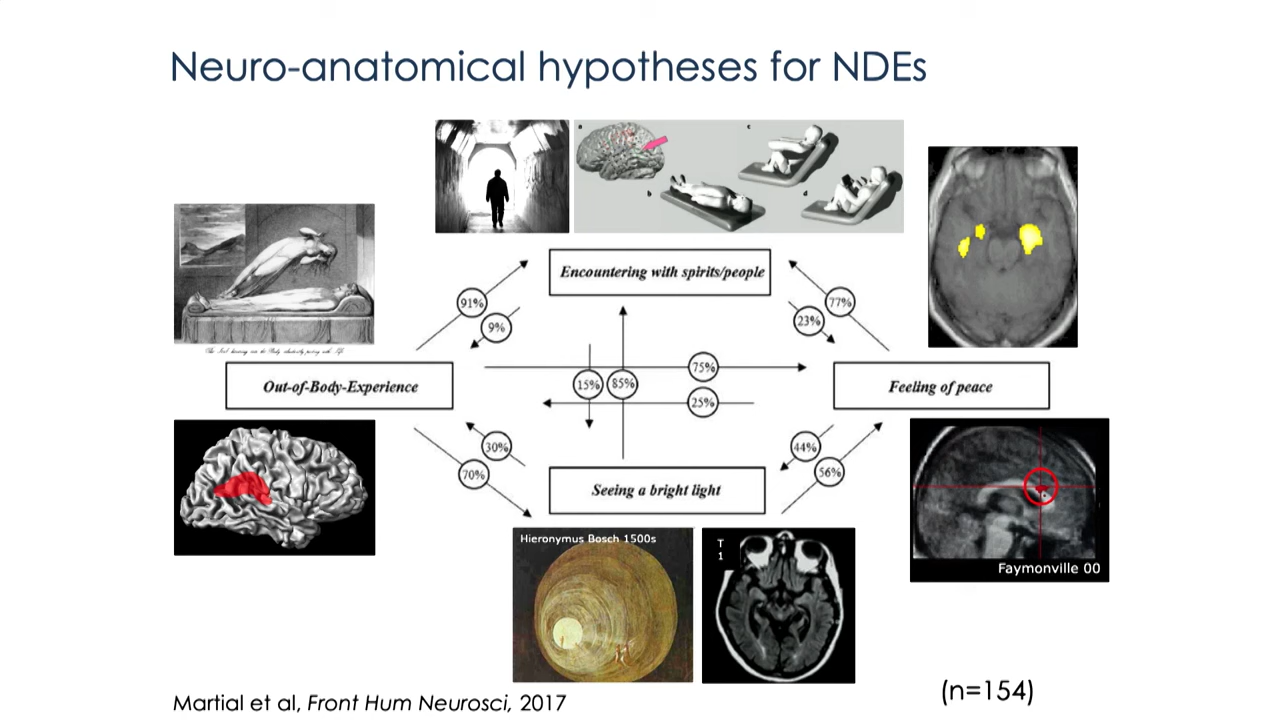 Neuro-anatomical hypotheses for NDEs
a
b
c
d
Encountering with spirits/people
91%
9%
77%
23%
Out-of-Body-Experience
75%
15%
85%
25%
Feeling of peace
30%
70%
44%
56%
Seeing a bright light
Hieronymus Bosch 1500s
T
1
Faymonville 00
Martial et al, Front Hum Neurosci, 2017
(n=154)